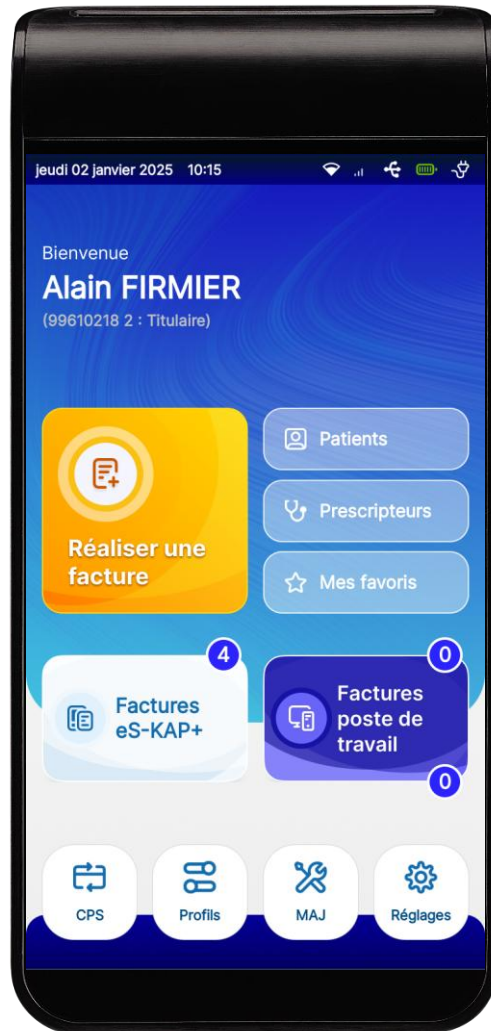 jeudi 02 janvier 2025 10:15
Bienvenue
Alain FIRMIER
(99610218 2 : Titulaire)
Réaliser une
facture
Patients
Prescripteurs
Mes favoris
4
Factures
eS-KAP+
0
Factures
poste de
travail
0
CPS
Profils
MAJ
Réglages